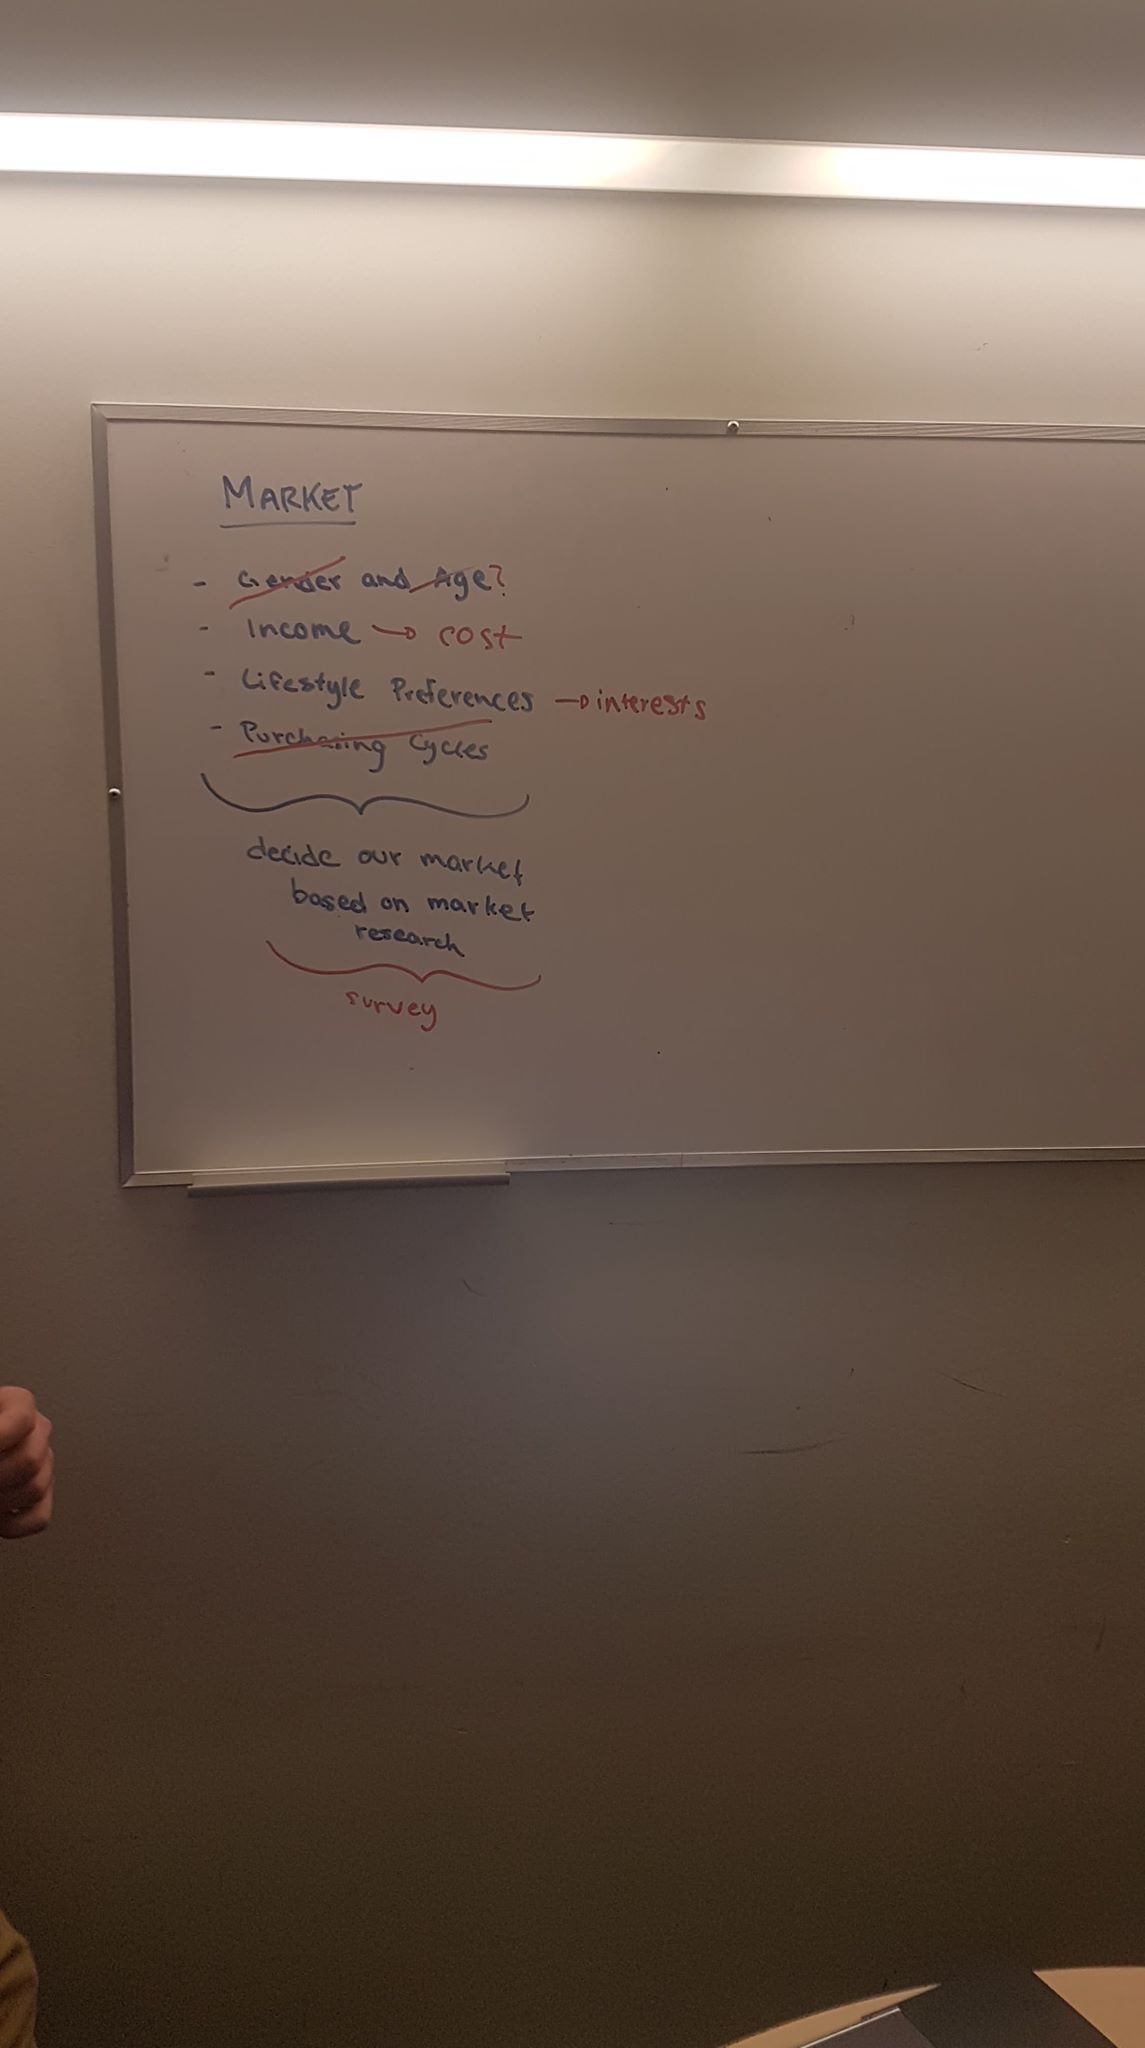 MARKET
- Gender and Age?
- Income → cost
- Lifestyle Preferences → interests
- Purchasing Cycles
decide our market
based on market
research
survey